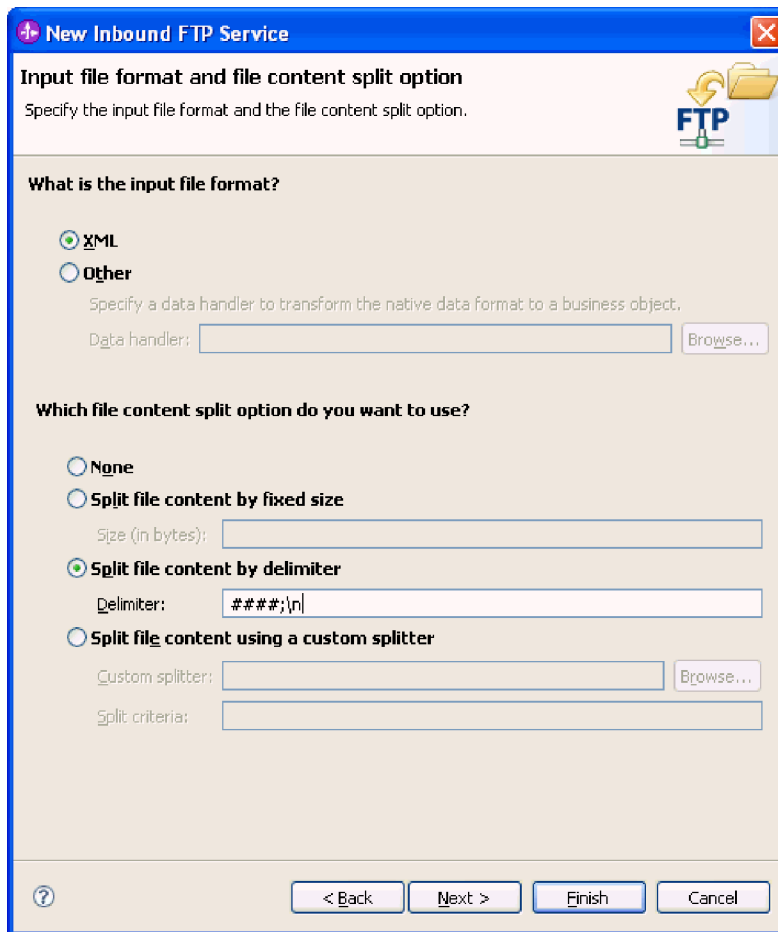 New Inbound FTP Service
Input file format and file content split option
Specify the input file format and the file content split option.
FTP
What is the input file format?
XML
Other
Specify a data handler to transform the native data format to a business object.
Data handler:
Browse...
Which file content split option do you want to use?
None
Split file content by fixed size
Size (in bytes):
Split file content by delimiter
Delimiter: ####;\n
Split file content using a custom splitter
Custom splitter:
Browse...
Split criteria:
? < Back Next > Finish Cancel